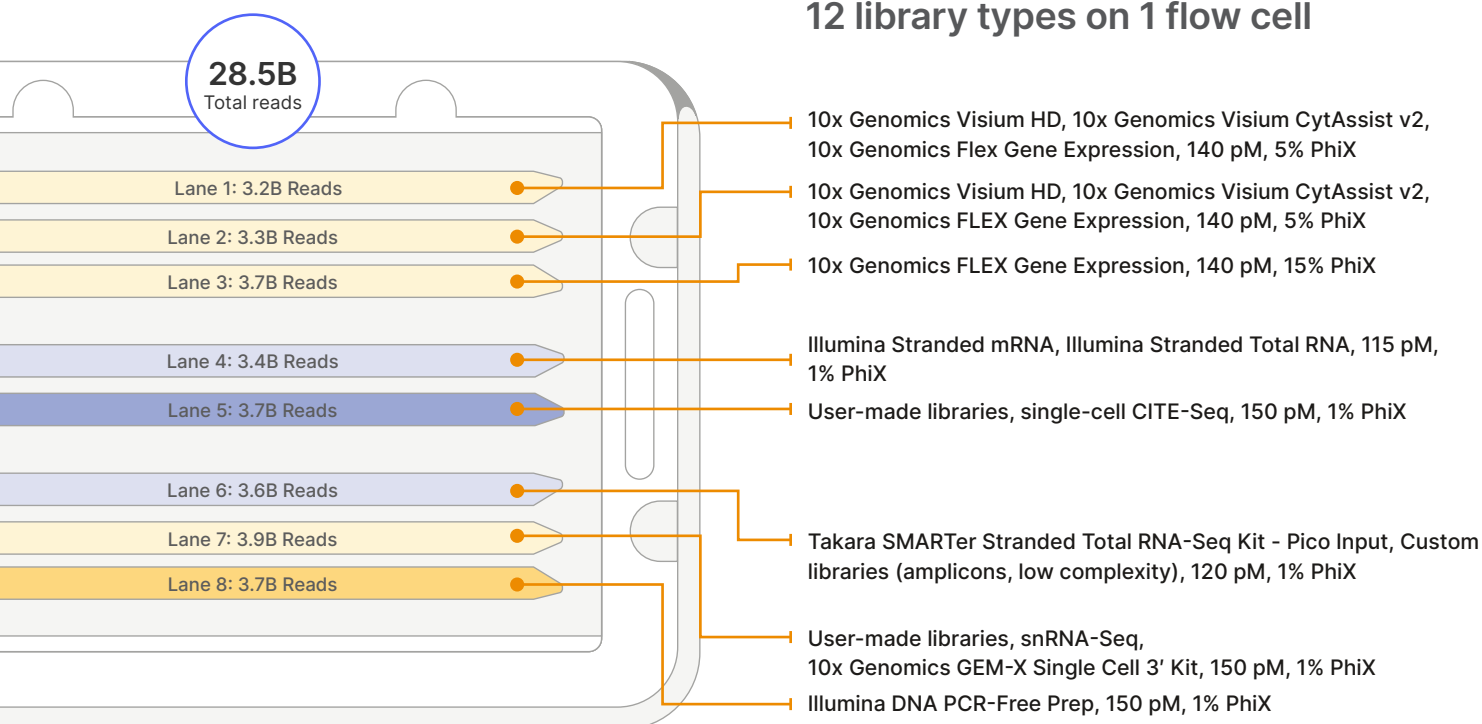 12 library types on 1 flow cell
28.5B
Total reads
Lane 1: 3.2B Reads
Lane 2: 3.3B Reads
Lane 3: 3.7B Reads
Lane 4: 3.4B Reads
Lane 5: 3.7B Reads
Lane 6: 3.6B Reads
Lane 7: 3.9B Reads
Lane 8: 3.7B Reads
10x Genomics Visium HD, 10x Genomics Visium CytAssist v2,
10x Genomics Flex Gene Expression, 140 pM, 5% PhiX
10x Genomics Visium HD, 10x Genomics Visium CytAssist v2,
10x Genomics FLEX Gene Expression, 140 pM, 5% PhiX
10x Genomics FLEX Gene Expression, 140 pM, 15% PhiX
Illumina Stranded mRNA, Illumina Stranded Total RNA, 115 pM,
1% PhiX
User-made libraries, single-cell CITE-Seq, 150 pM, 1% PhiX
Takara SMARTer Stranded Total RNA-Seq Kit - Pico Input, Custom
libraries (amplicons, low complexity), 120 pM, 1% PhiX
User-made libraries, snRNA-Seq,
10x Genomics GEM-X Single Cell 3′ Kit, 150 pM, 1% PhiX
Illumina DNA PCR-Free Prep, 150 pM, 1% PhiX